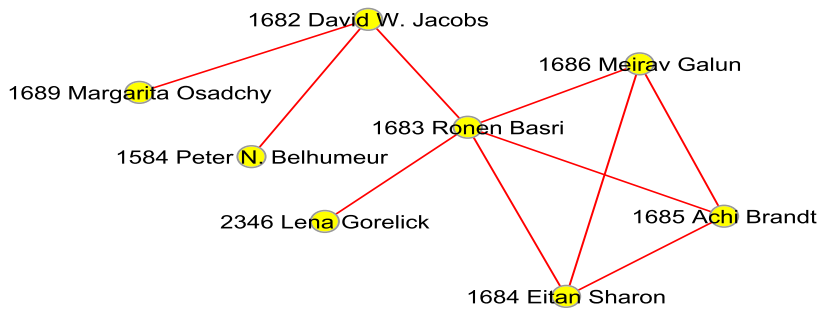 1682 David W. Jacobs
1686 Meirav Galun
1689 Margarita Osadchy
1683 Ronen Basri
1584 Peter N. Belhumeur
2346 Lena Gorelick
1685 Achi Brandt
1684 Eitan Sharon